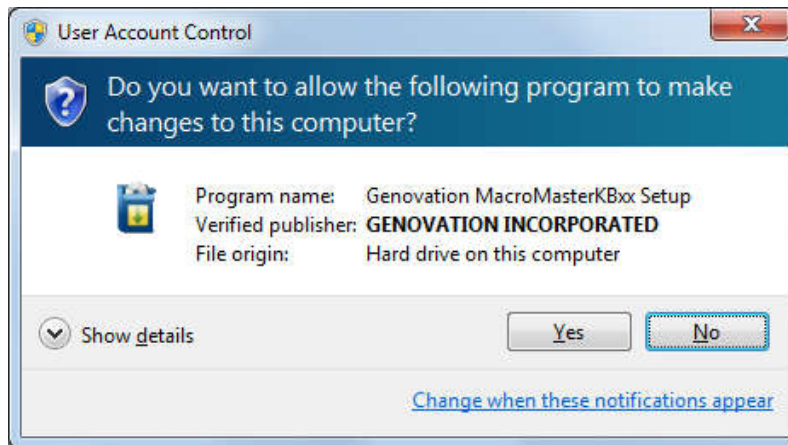 User Account Control
Do you want to allow the following program to make
changes to this computer?
Program name: Genovation MacroMasterKBxx Setup
Verified publisher: GENOVATION INCORPORATED
File origin: Hard drive on this computer
Show details
Yes No
Change when these notifications appear